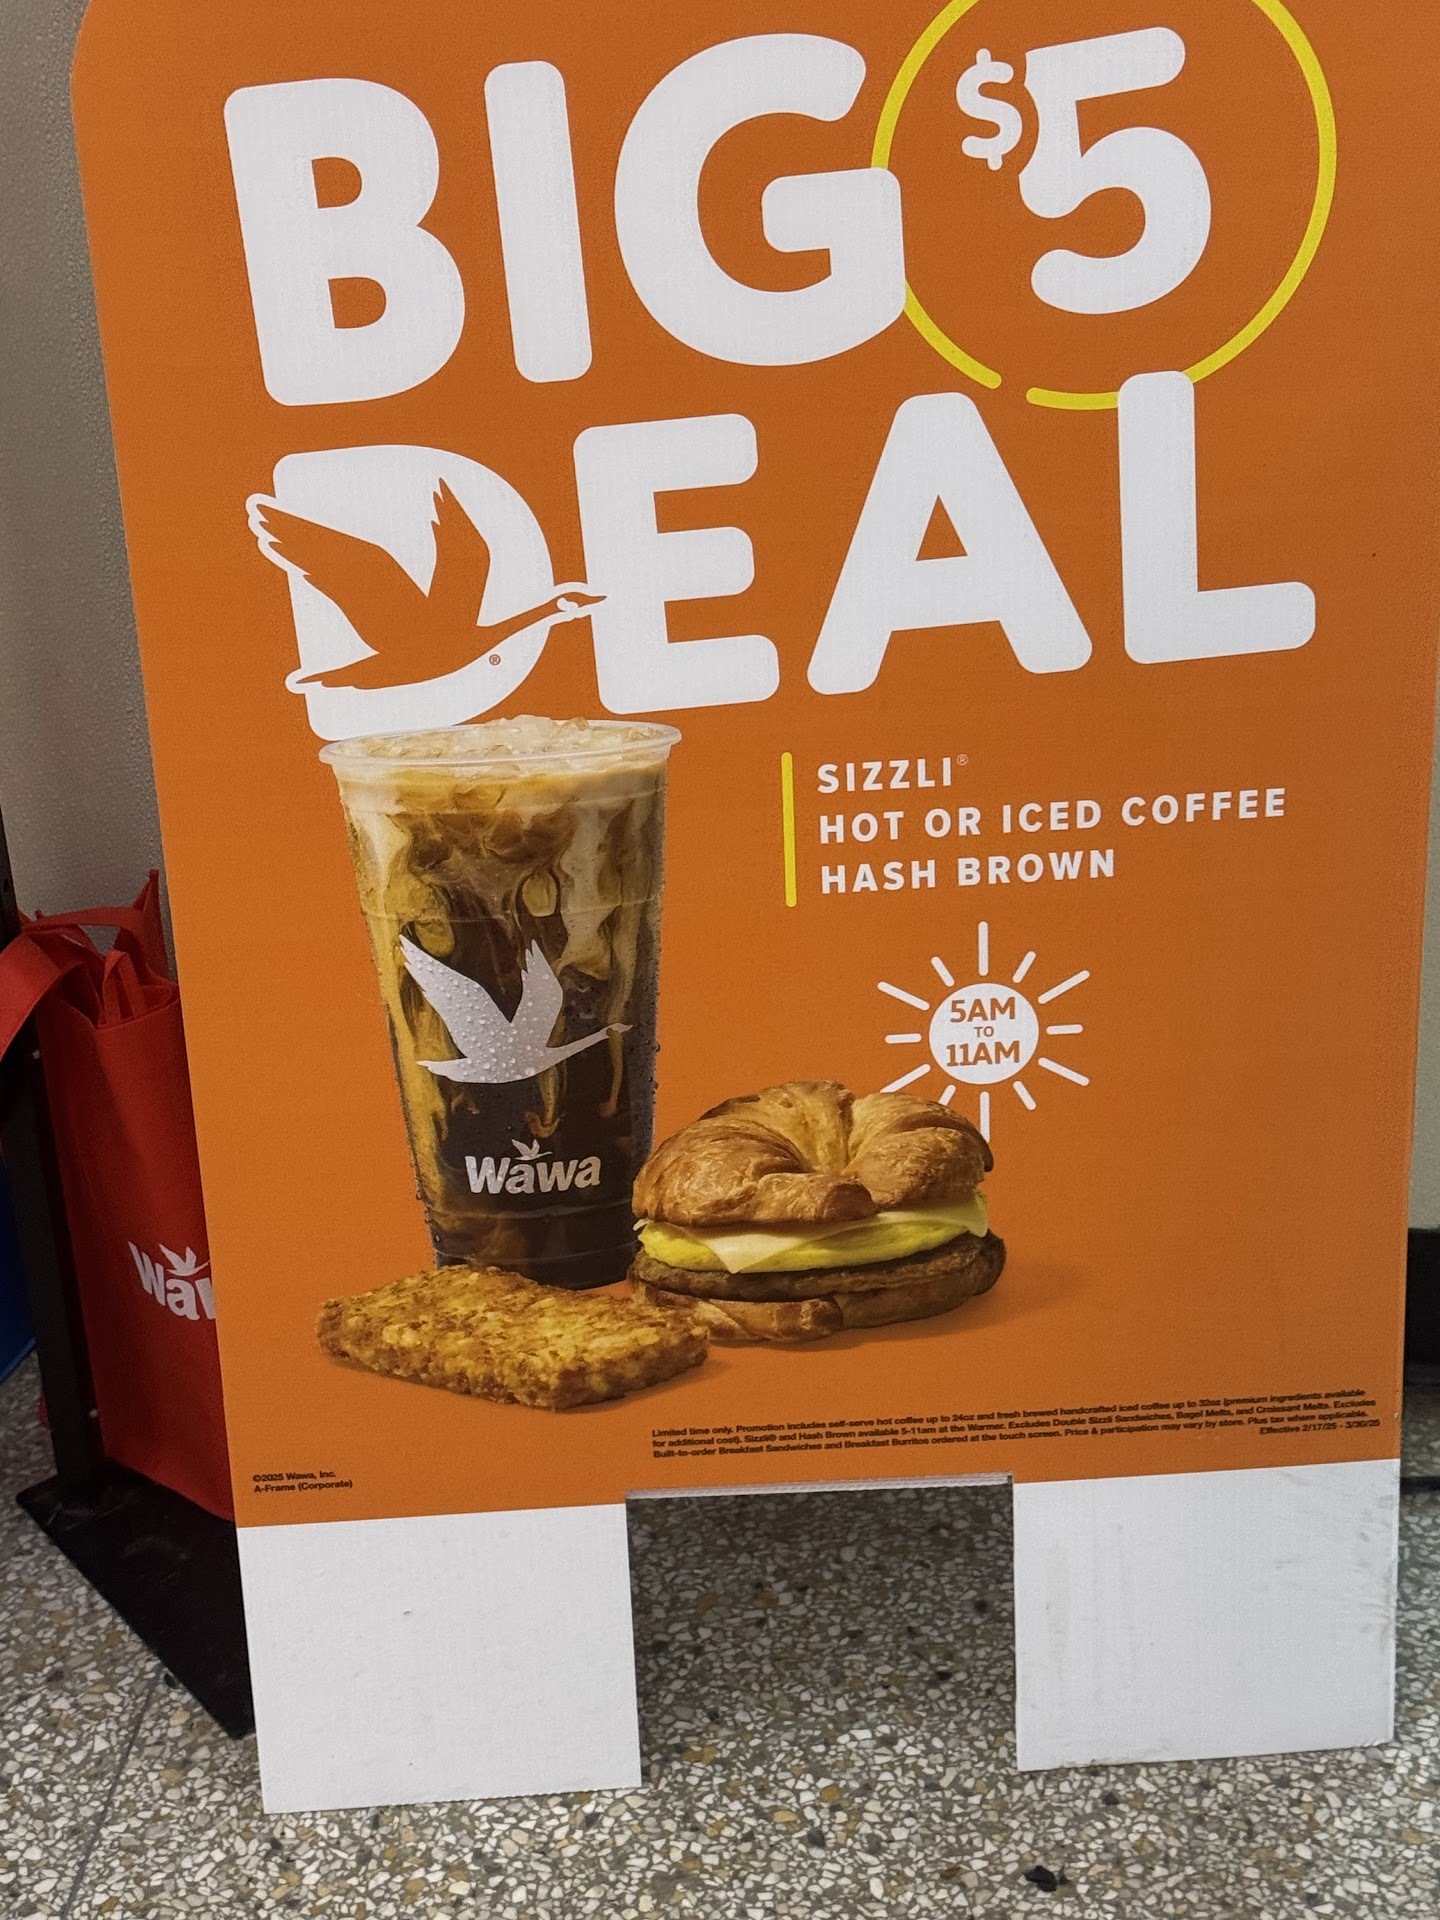 BIG $5
DEAL
®
SIZZLI®
HOT OR ICED COFFEE
HASH BROWN
5AM
TO
11AM
Wawa
Limited time only. Promotion includes self-serve hot coffee up to 24oz and fresh brewed handcrafted iced coffee up to 32oz (premium ingredients available
for additional cost). Sizzli® and Hash Brown available 5-11am at the Warmer. Excludes Double Sizzli Sandwiches, Bagel Melts, and Croissant Melts. Excludes
Built-to-order Breakfast Sandwiches and Breakfast Burritos ordered at the touch screen. Price & participation may vary by store. Plus tax where applicable.
Effective 2/17/25 - 3/30/25
©2025 Wawa, Inc.
A-Frame (Corporate)